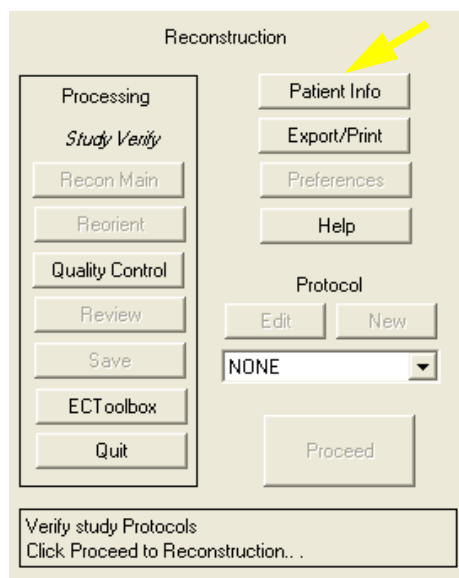 Reconstruction
Processing
Study Verify
Recon Main
Reorient
Quality Control
Review
Save
ECToolbox
Quit
Patient Info
Export/Print
Preferences
Help
Protocol
Edit New
NONE
Proceed
Verify study Protocols
Click Proceed to Reconstruction.. .